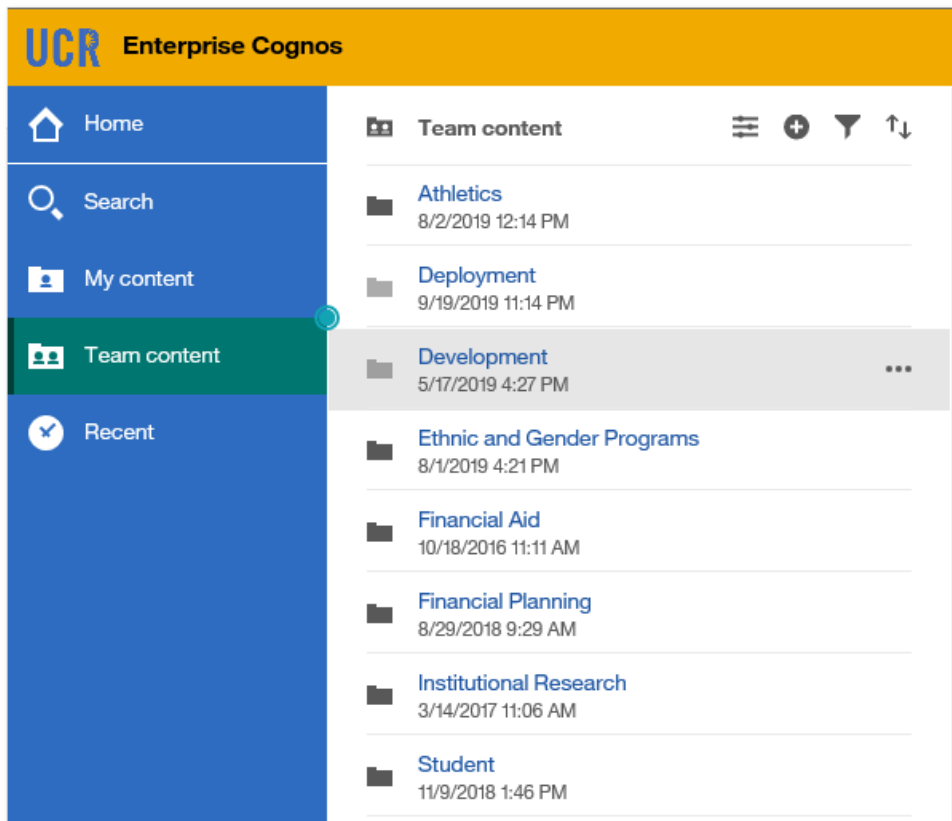 UCR Enterprise Cognos
Home
Search
My content
Team content
Recent
Team content
Athletics
8/2/2019 12:14 PM
Deployment
9/19/2019 11:14 PM
Development
5/17/2019 4:27 PM
Ethnic and Gender Programs
8/1/2019 4:21 PM
Financial Aid
10/18/2016 11:11 AM
Financial Planning
8/29/2018 9:29 AM
Institutional Research
3/14/2017 11:06 AM
Student
11/9/2018 1:46 PM